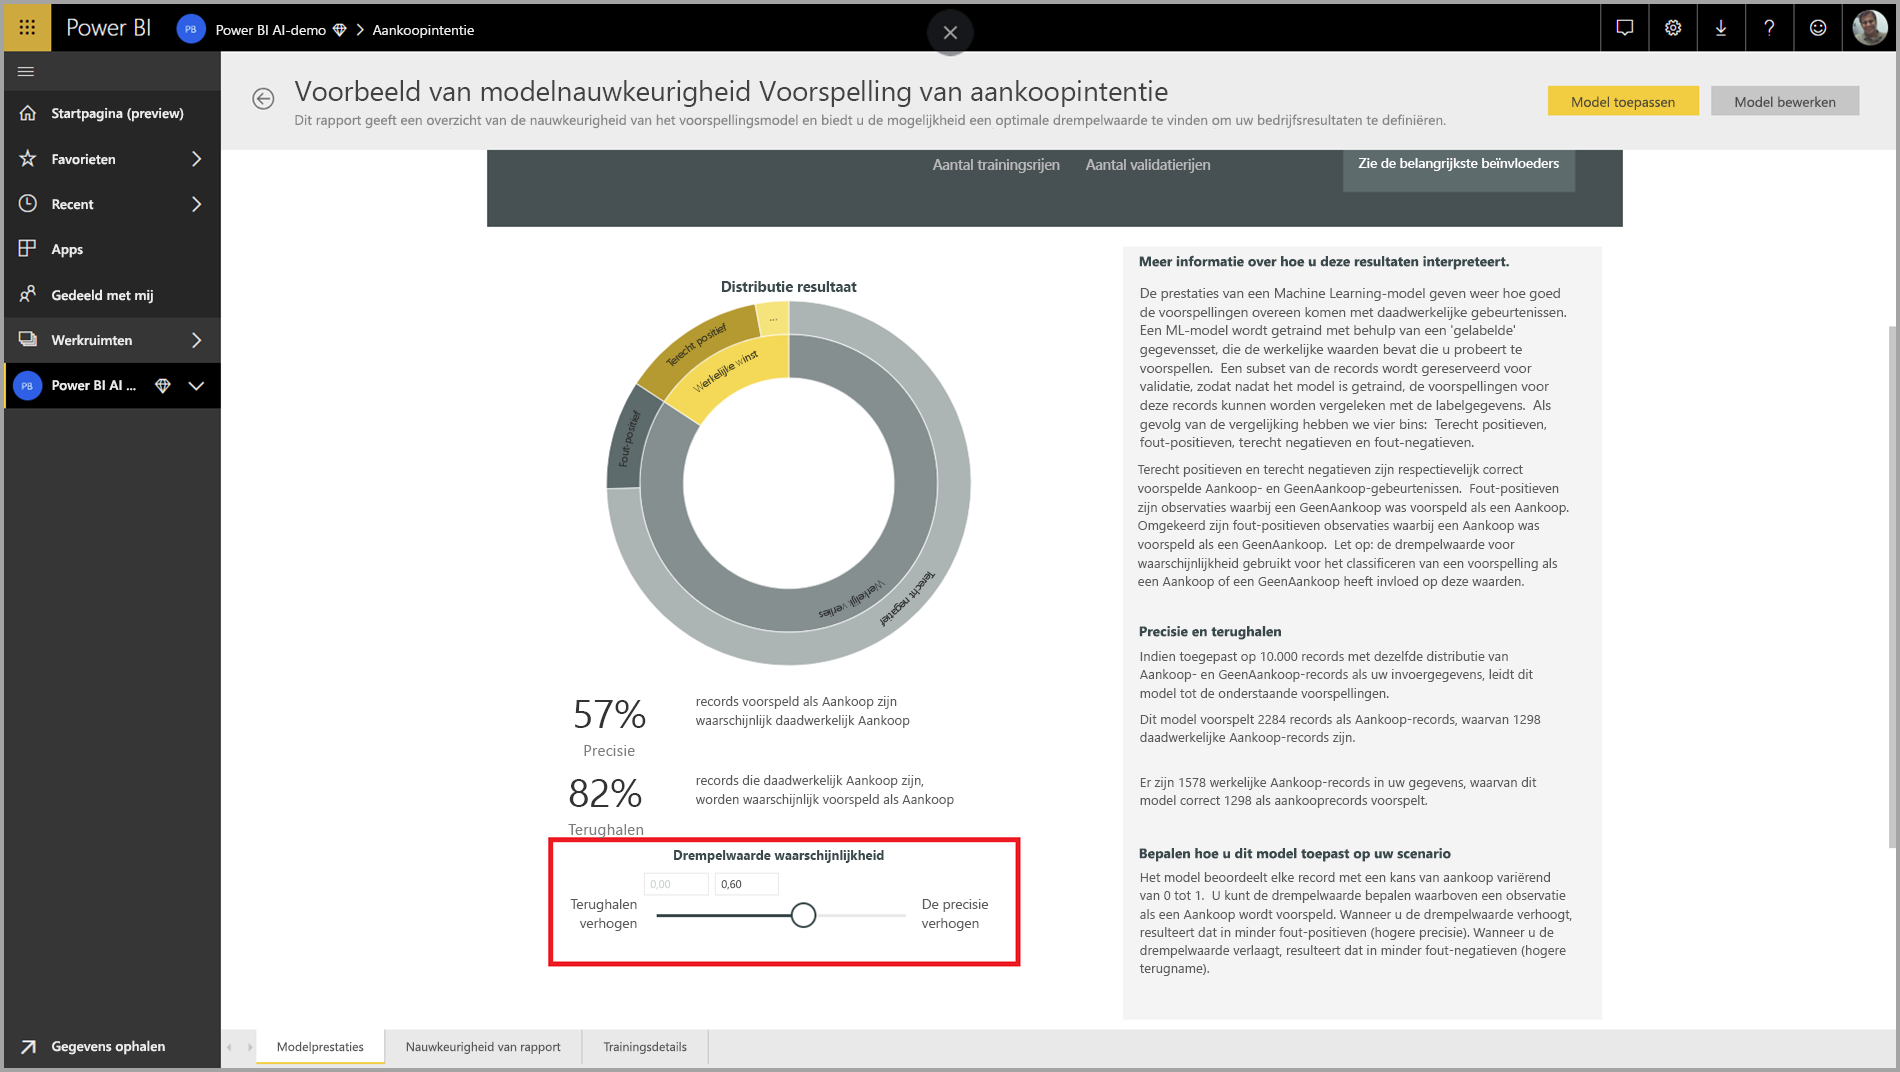 Power BI
PB
Power BI AI-demo
Aankoopintentie
Voorbeeld van modelnauwkeurigheid Voorspelling van aankoopintentie
Dit rapport geeft een overzicht van de nauwkeurigheid van het voorspellingsmodel en biedt u de mogelijkheid een optimale drempelwaarde te vinden om uw bedrijfsresultaten te definiëren.
Model toepassen
Model bewerken
Startpagina (preview)
Favorieten
Recent
Apps
Gedeeld met mij
Werkruimten
PB
Power BI AI ...
Gegevens ophalen
Aantal trainingsrijen
Aantal validatierijen
Zie de belangrijkste beïnvloeders
Distributie resultaat
...
Terecht positief
Werkelijke winst
Fout-positief
Werkelijk verlies
Terecht negatief
57%
Precisie
records voorspeld als Aankoop zijn
waarschijnlijk daadwerkelijk Aankoop
82%
Terughalen
records die daadwerkelijk Aankoop zijn,
worden waarschijnlijk voorspeld als Aankoop
Drempelwaarde waarschijnlijkheid
0,00
0,60
Terughalen
verhogen
De precisie
verhogen
Meer informatie over hoe u deze resultaten interpreteert.
De prestaties van een Machine Learning-model geven weer hoe goed
de voorspellingen overeen komen met daadwerkelijke gebeurtenissen.
Een ML-model wordt getraind met behulp van een 'gelabelde'
gegevensset, die de werkelijke waarden bevat die u probeert te
voorspellen. Een subset van de records wordt gereserveerd voor
validatie, zodat nadat het model is getraind, de voorspellingen voor
deze records kunnen worden vergeleken met de labelgegevens. Als
gevolg van de vergelijking hebben we vier bins: Terecht positieven,
fout-positieven, terecht negatieven en fout-negatieven.
Terecht positieven en terecht negatieven zijn respectievelijk correct
voorspelde Aankoop- en GeenAankoop-gebeurtenissen. Fout-positieven
zijn observaties waarbij een GeenAankoop was voorspeld als een Aankoop.
Omgekeerd zijn fout-positieven observaties waarbij een Aankoop was
voorspeld als een GeenAankoop. Let op: de drempelwaarde voor
waarschijnlijkheid gebruikt voor het classificeren van een voorspelling als
een Aankoop of een GeenAankoop heeft invloed op deze waarden.
Precisie en terughalen
Indien toegepast op 10.000 records met dezelfde distributie van
Aankoop- en GeenAankoop-records als uw invoergegevens, leidt dit
model tot de onderstaande voorspellingen.
Dit model voorspelt 2284 records als Aankoop-records, waarvan 1298
daadwerkelijke Aankoop-records zijn.
Er zijn 1578 werkelijke Aankoop-records in uw gegevens, waarvan dit
model correct 1298 als aankooprecords voorspelt.
Bepalen hoe u dit model toepast op uw scenario
Het model beoordeelt elke record met een kans van aankoop variërend
van 0 tot 1. U kunt de drempelwaarde bepalen waarboven een observatie
als een Aankoop wordt voorspeld. Wanneer u de drempelwaarde verhoogt,
resulteert dat in minder fout-positieven (hogere precisie). Wanneer u de
drempelwaarde verlaagt, resulteert dat in minder fout-negatieven (hogere
terugname).
Modelprestaties
Nauwkeurigheid van rapport
Trainingsdetails